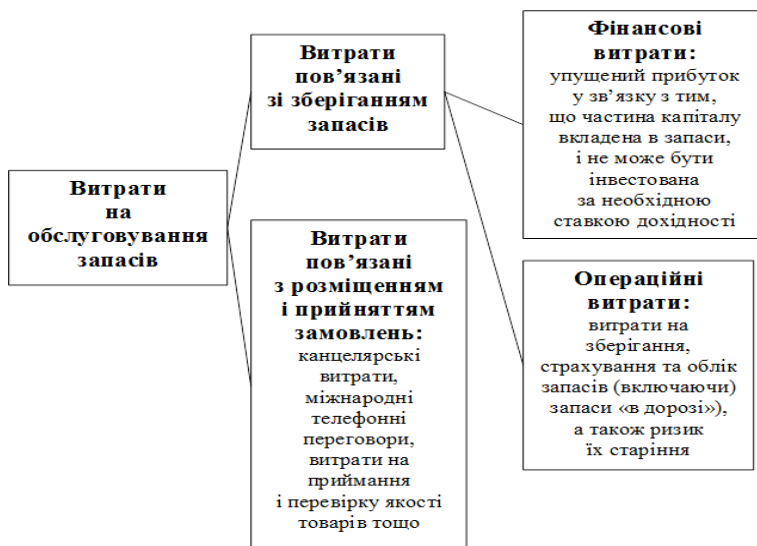 Витрати
на
обслуговування
запасів
Витрати
пов’язані
зі зберіганням
запасів
Витрати
пов’язані
з розміщенням
і прийняттям
замовлень:
канцелярські
витрати,
міжнародні
телефонні
переговори,
витрати на
приймання
і перевірку якості
товарів тощо
Фінансові
витрати:
упущений прибуток
у зв’язку з тим,
що частина капіталу
вкладена в запаси,
і не може бути
інвестована
за необхідною
ставкою дохідності
Операційні
витрати:
витрати на
зберігання,
страхування та облік
запасів (включаючи)
запаси «в дорозі»),
а також ризик
їх старіння